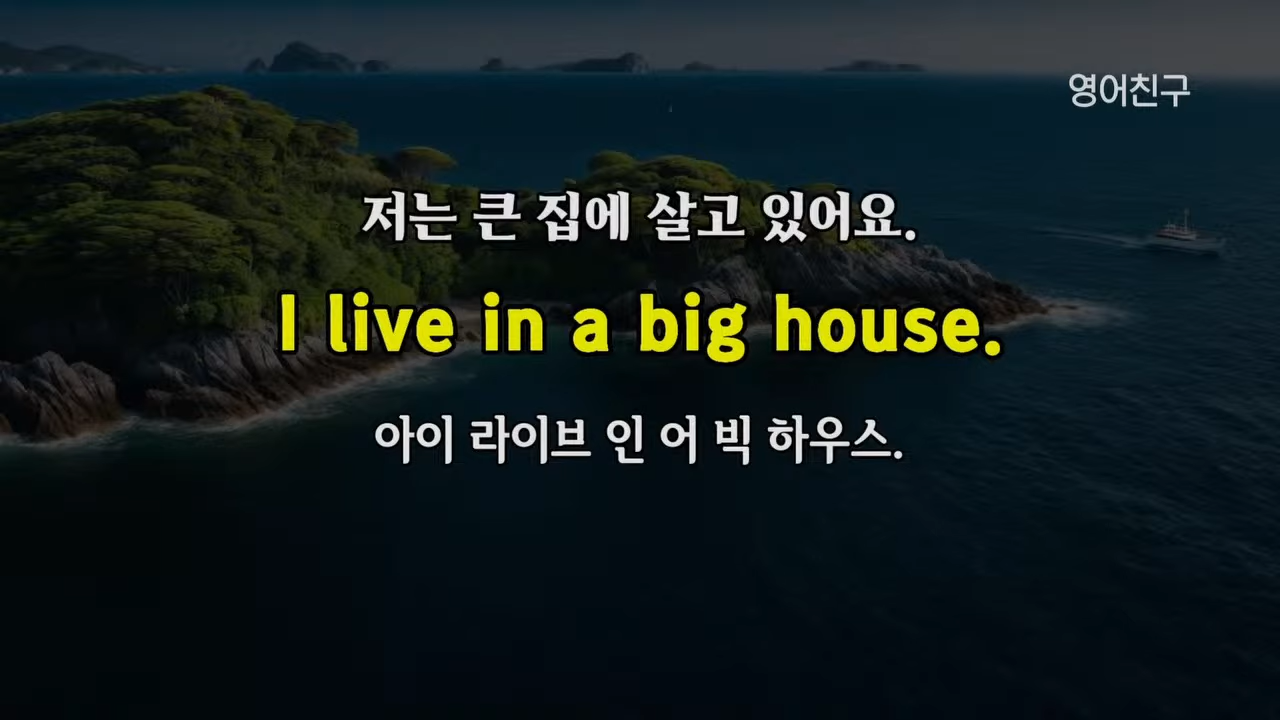 영어친구
저는 큰 집에 살고 있어요.
I live in a big house.
아이 라이브 인 어 빅 하우스.